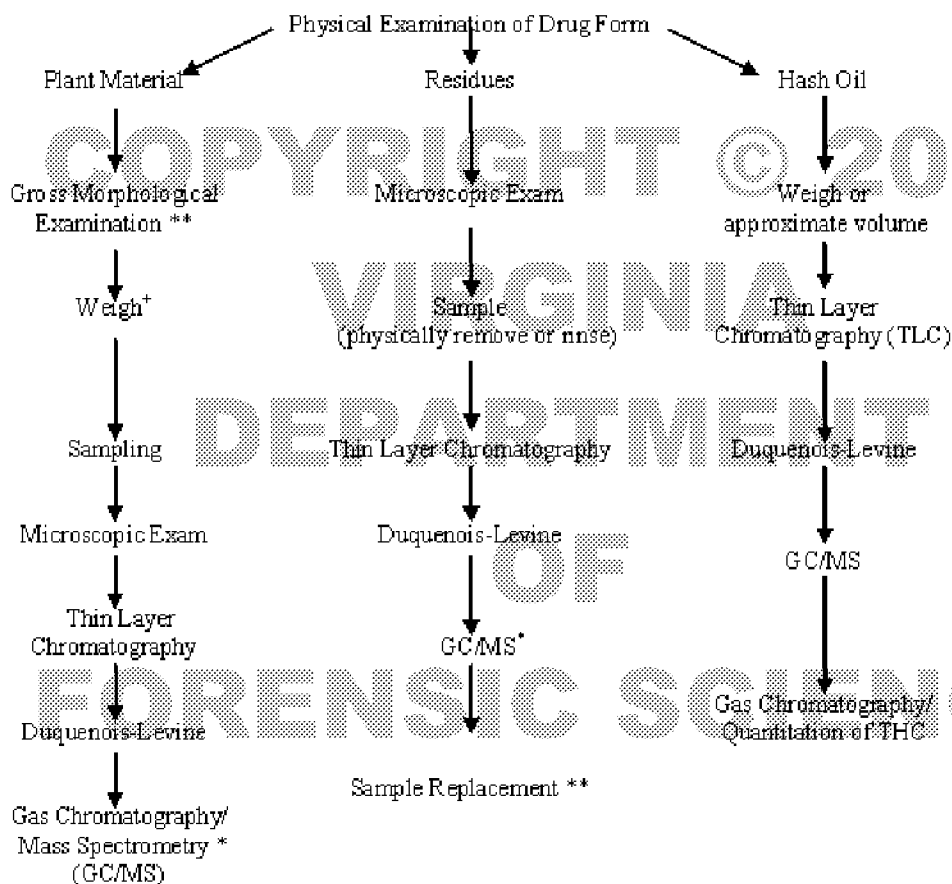 Physical Examination of Drug Form
Plant Material
Gross Morphological
Examination **
Weigh+
Sampling
Microscopic Exam
Thin Layer
Chromatography
Duquenois-Levine
Gas Chromatography/
Mass Spectrometry *
(GC/MS)
Residues
Microscopic Exam
Sample
(physically remove or rinse)
Thin Layer Chromatography
Duquenois-Levine
GC/MS*
Sample Replacement **
Hash Oil
Weigh or
approximate volume
Thin Layer
Chromatography (TLC)
Duquenois-Levine
GC/MS
Gas Chromatography/
Quantitation of THC
COPYRIGHT © 20
VIRGINIA
DEPARTMENT
OF
FORENSIC SCIENC